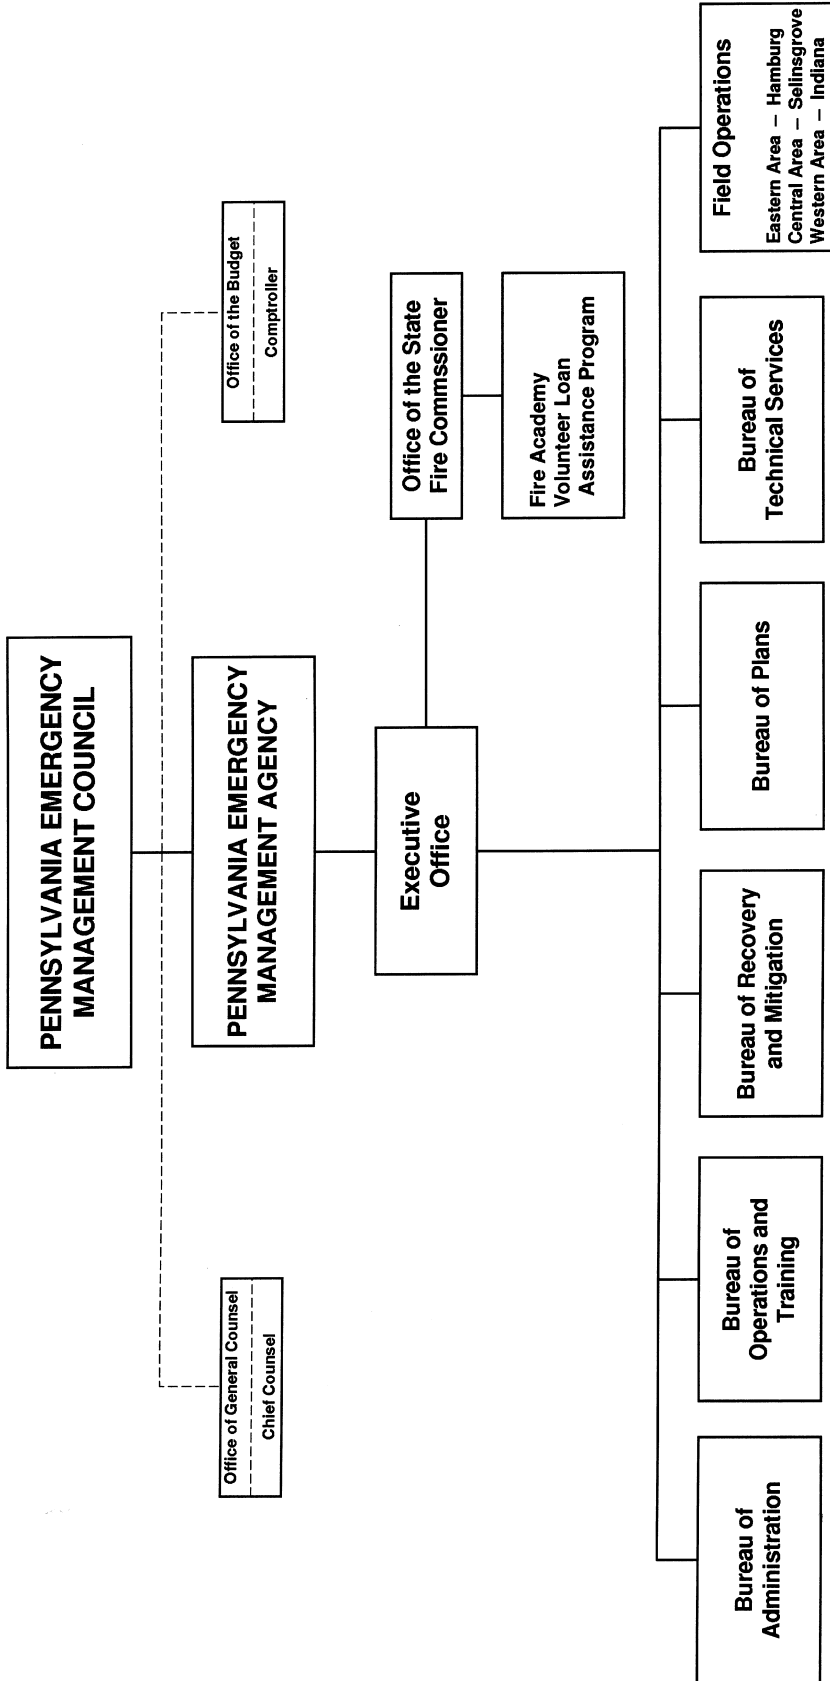 PENNSYLVANIA EMERGENCY
MANAGEMENT COUNCIL
Office of General Counsel
Chief Counsel
Office of the Budget
Comptroller
PENNSYLVANIA EMERGENCY
MANAGEMENT AGENCY
Executive
Office
Office of the State
Fire Commssioner
Fire Academy
Volunteer Loan
Assistance Program
Bureau of
Administration
Bureau of
Operations and
Training
Bureau of Recovery
and Mitigation
Bureau of Plans
Bureau of
Technical Services
Field Operations
Eastern Area — Hamburg
Central Area — Selinsgrove
Western Area — Indiana